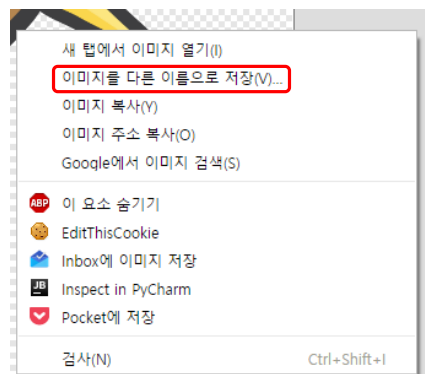 새 탭에서 이미지 열기(I)
이미지를 다른 이름으로 저장(V)...
이미지 복사(Y)
이미지 주소 복사(O)
Google에서 이미지 검색(S)
ABP 이 요소 숨기기
EditThisCookie
Inbox에 이미지 저장
JB Inspect in PyCharm
Pocket에 저장
검사(N) Ctrl+Shift+I